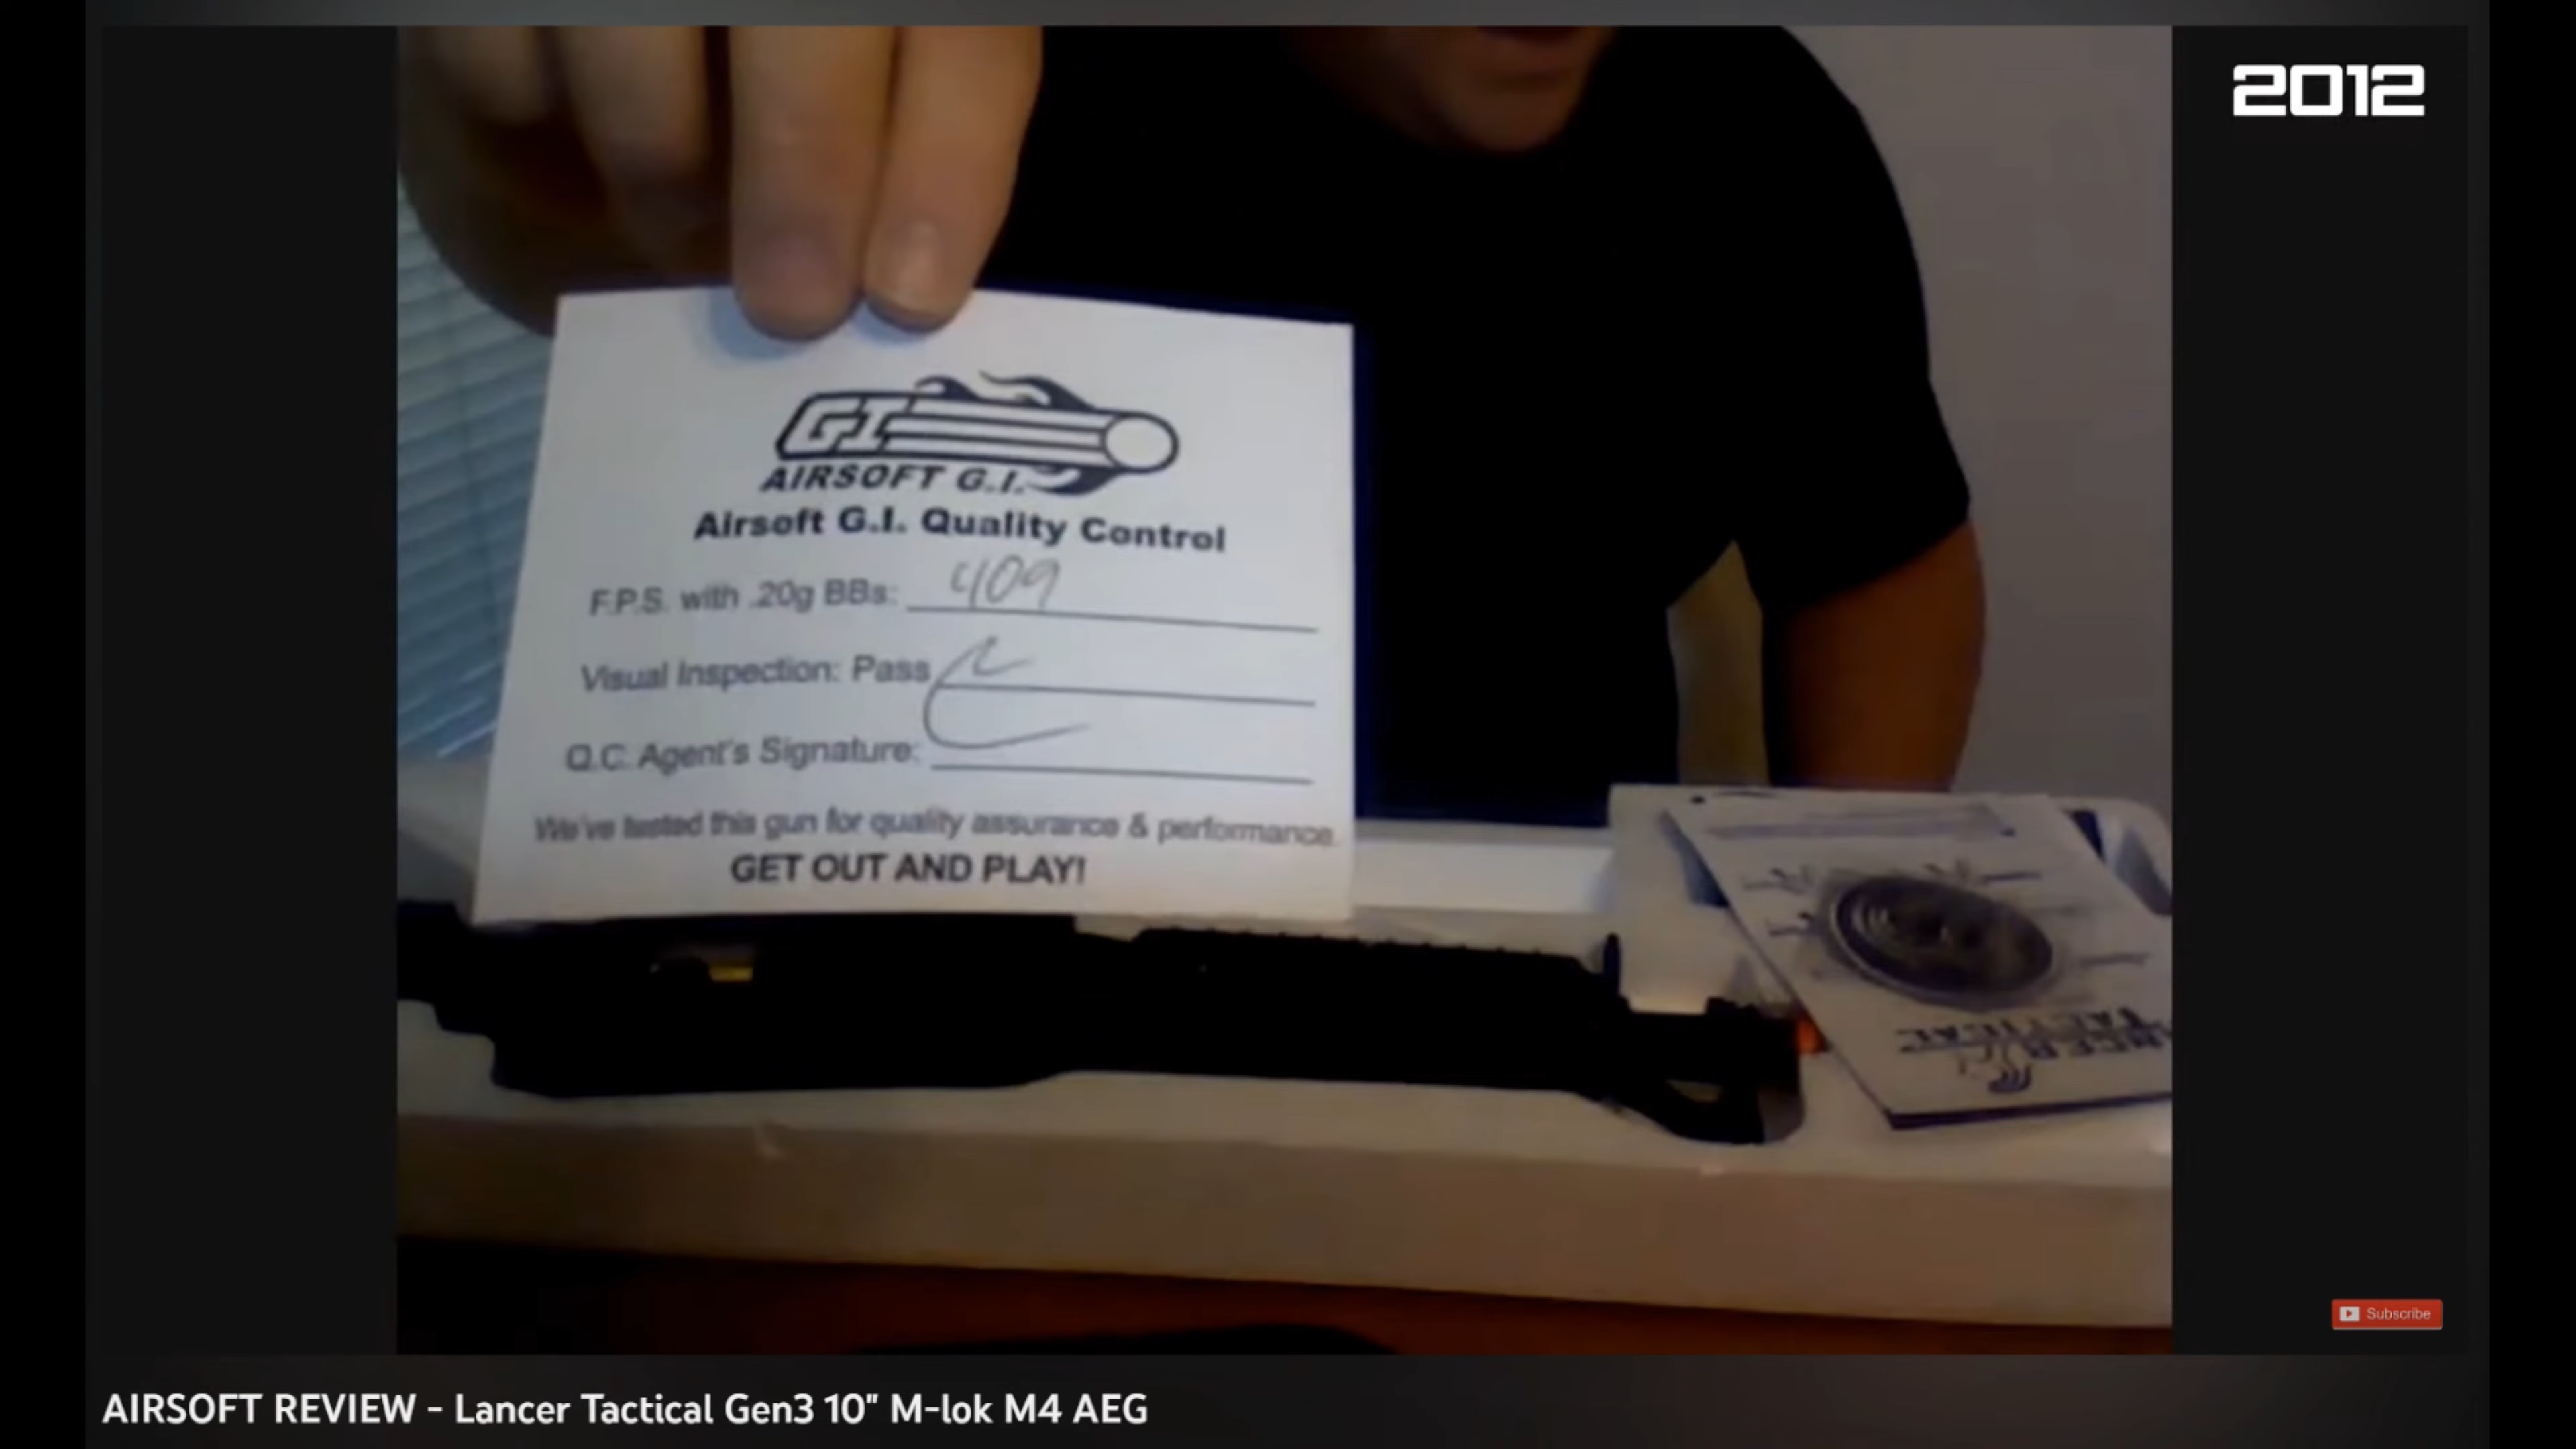 2012
GI
AIRSOFT G.I.
Airsoft G.I. Quality Control
F.P.S. with .20g BBs: 409
Visual Inspection: Pass
Q.C. Agent's Signature:
We've tested this gun for quality assurance & performance.
GET OUT AND PLAY!
LANCER
TACTICAL
Subscribe
AIRSOFT REVIEW - Lancer Tactical Gen3 10" M-lok M4 AEG